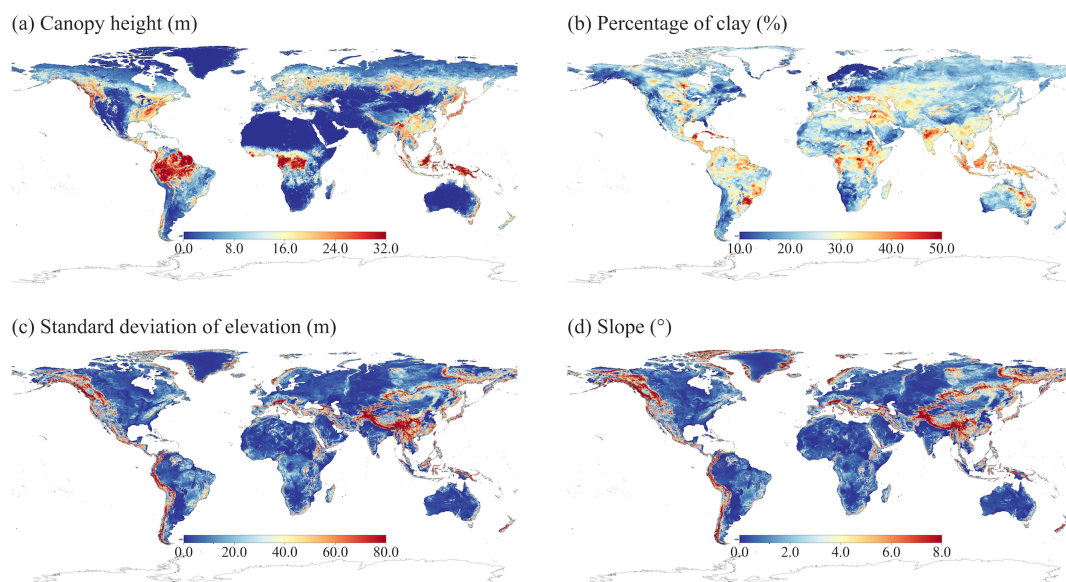 (a) Canopy height (m)
(b) Percentage of clay (%)
0.0 8.0 16.0 24.0 32.0
10.0 20.0 30.0 40.0 50.0
(c) Standard deviation of elevation (m)
(d) Slope (°)
0.0 20.0 40.0 60.0 80.0
0.0 2.0 4.0 6.0 8.0